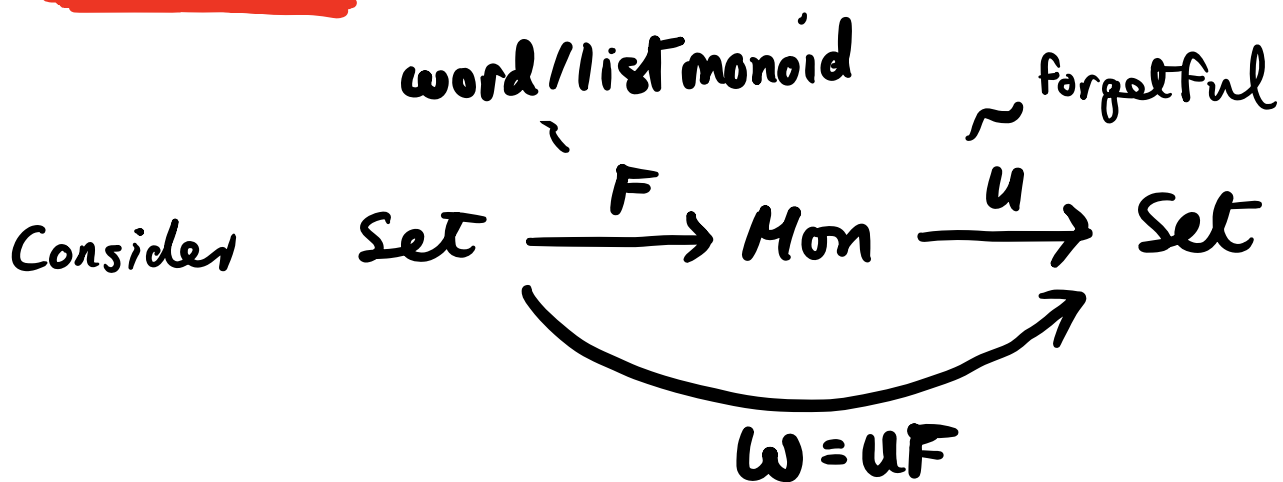 word/list monoid
forgetful
F
U
Consider Set Mon Set
W = UF